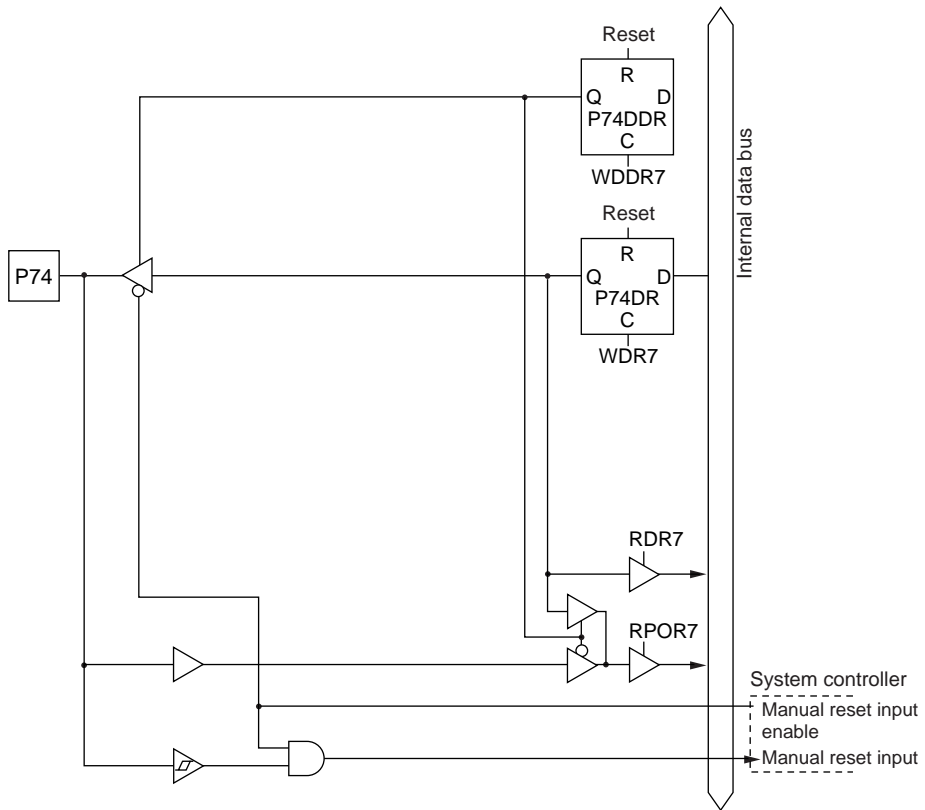 Reset
R
Q D
P74DDR
C
WDDR7
Reset
R
Q D
P74DR
C
WDR7
Internal data bus
P74
RDR7
RPOR7
System controller
Manual reset input
enable
Manual reset input